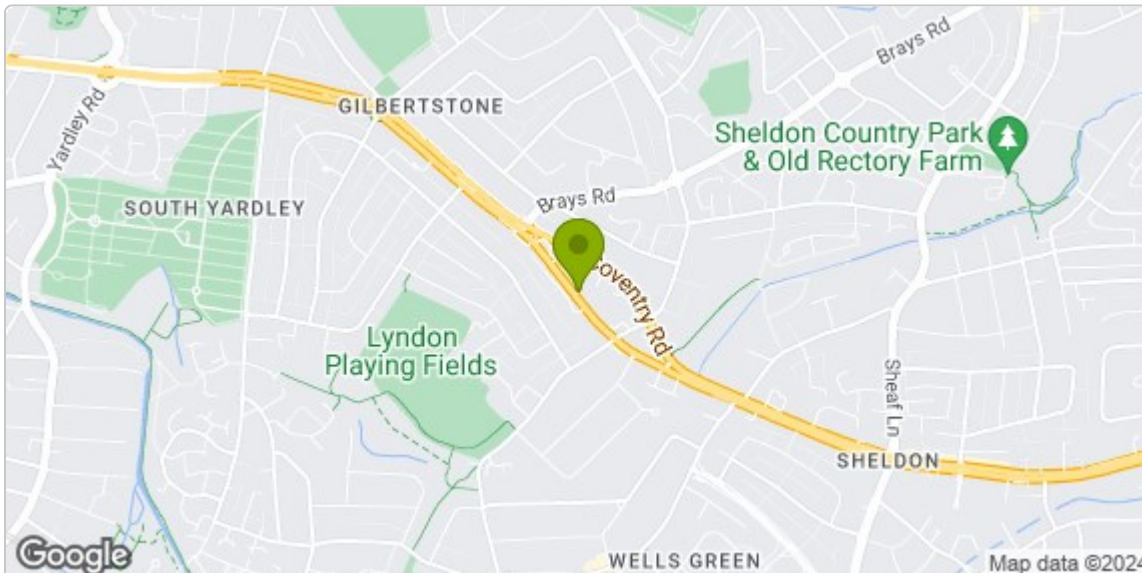 Brays Rd
GILBERTSTONE
Yardley Rd
Sheldon Country Park
& Old Rectory Farm
SOUTH YARDLEY
Brays Rd
Coventry Rd
Lyndon
Playing Fields
Sheaf Ln
SHELDON
WELLS GREEN
Google
Map data ©2024